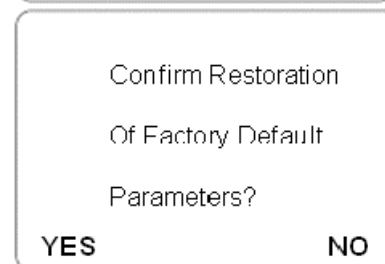 Confirm Restoration
Of Factory Default
Parameters?
YES NO